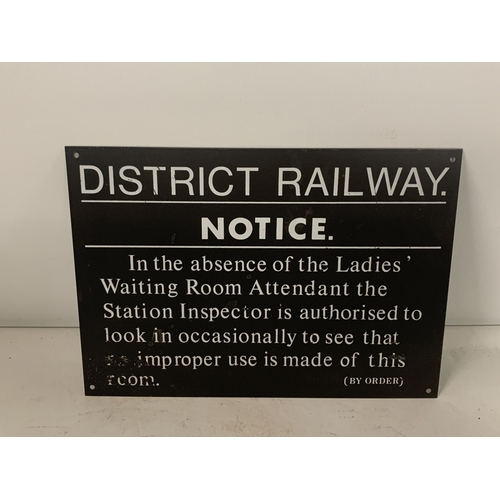 DISTRICT RAILWAY.
NOTICE.
In the absence of the Ladies'
Waiting Room Attendant the
Station Inspector is authorised to
look in occasionally to see that
no improper use is made of this
room.
(BY ORDER)